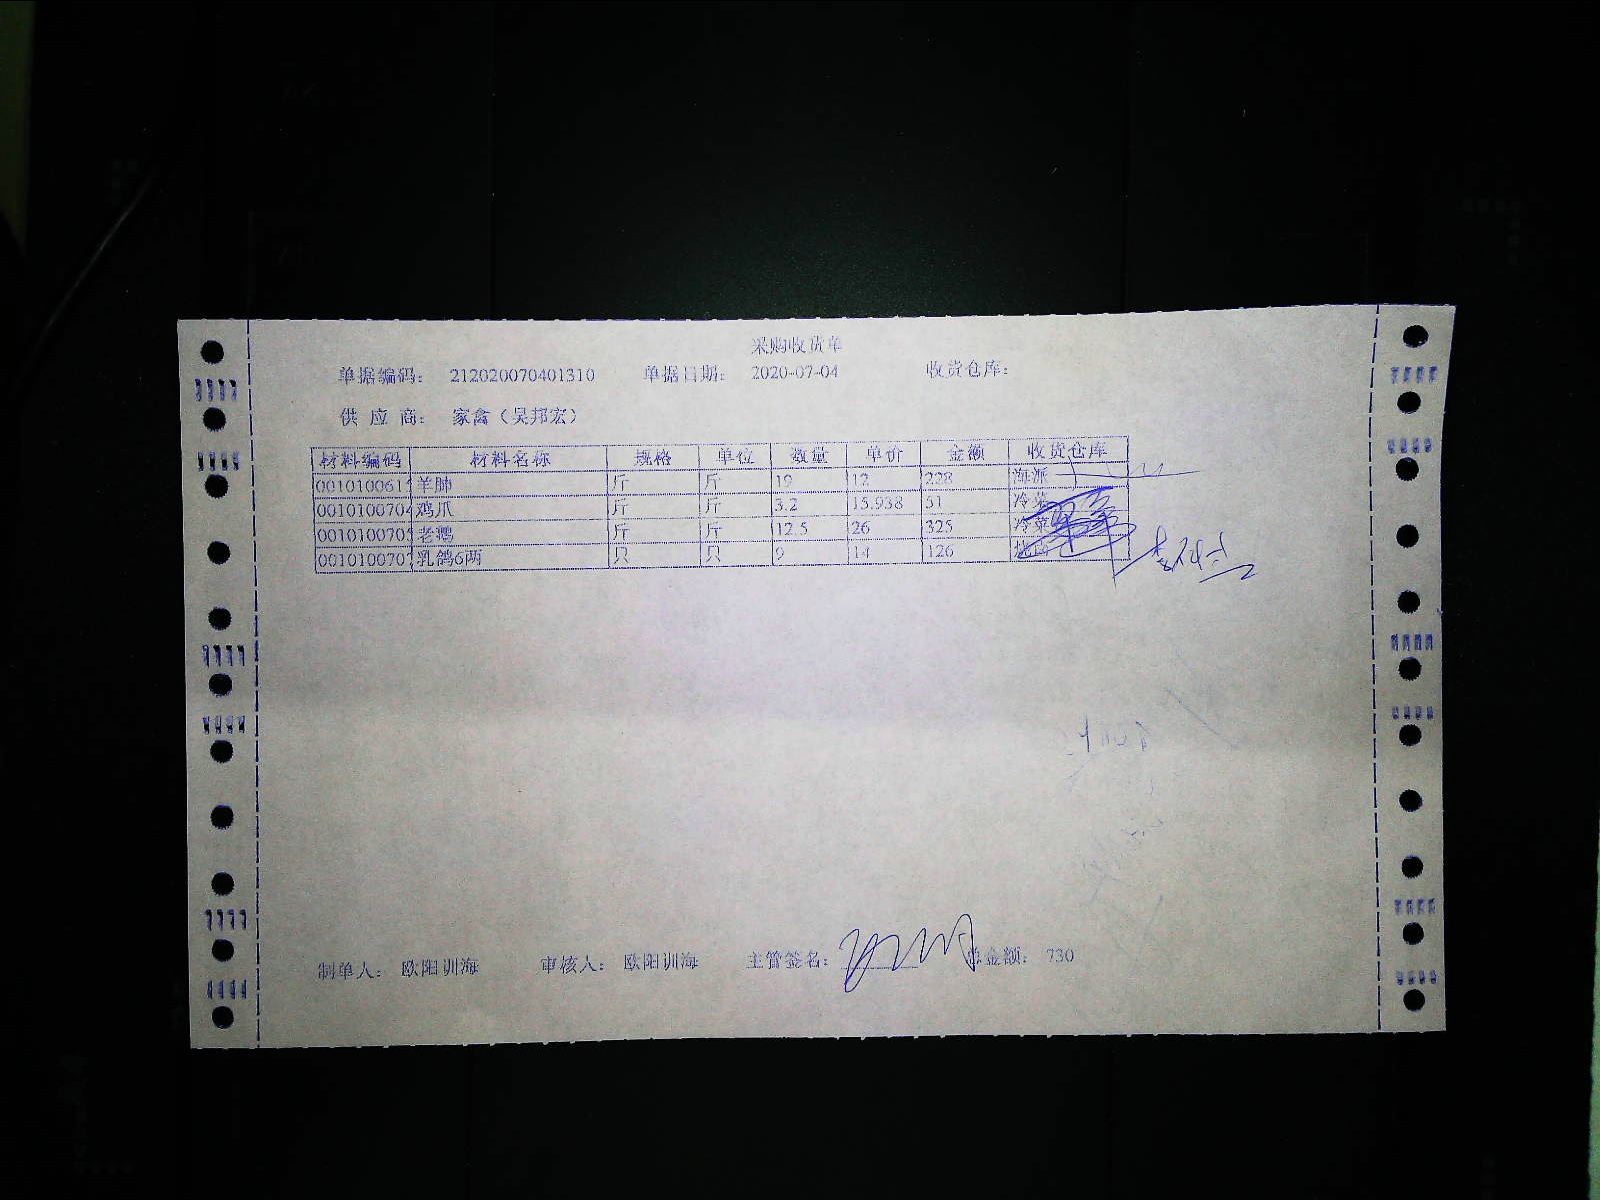 采购收货单
单据编码： 212020070401310 单据日期： 2020-07-04 收货仓库：
供 应 商： 家禽（吴邦宏）
材料编码 材料名称 规格 单位 数量 单价 金额 收货仓库
001010061 羊肺 斤 斤 19 12 228 海派
0010100704 鸡爪 斤 斤 3.2 15.938 51 冷菜
001010070 老鹅 斤 斤 12.5 26 325 冷菜
001010070 乳鸽6两 只 只 9 14 126
制单人： 欧阳训海 审核人： 欧阳训海 主管签名： 总金额： 730